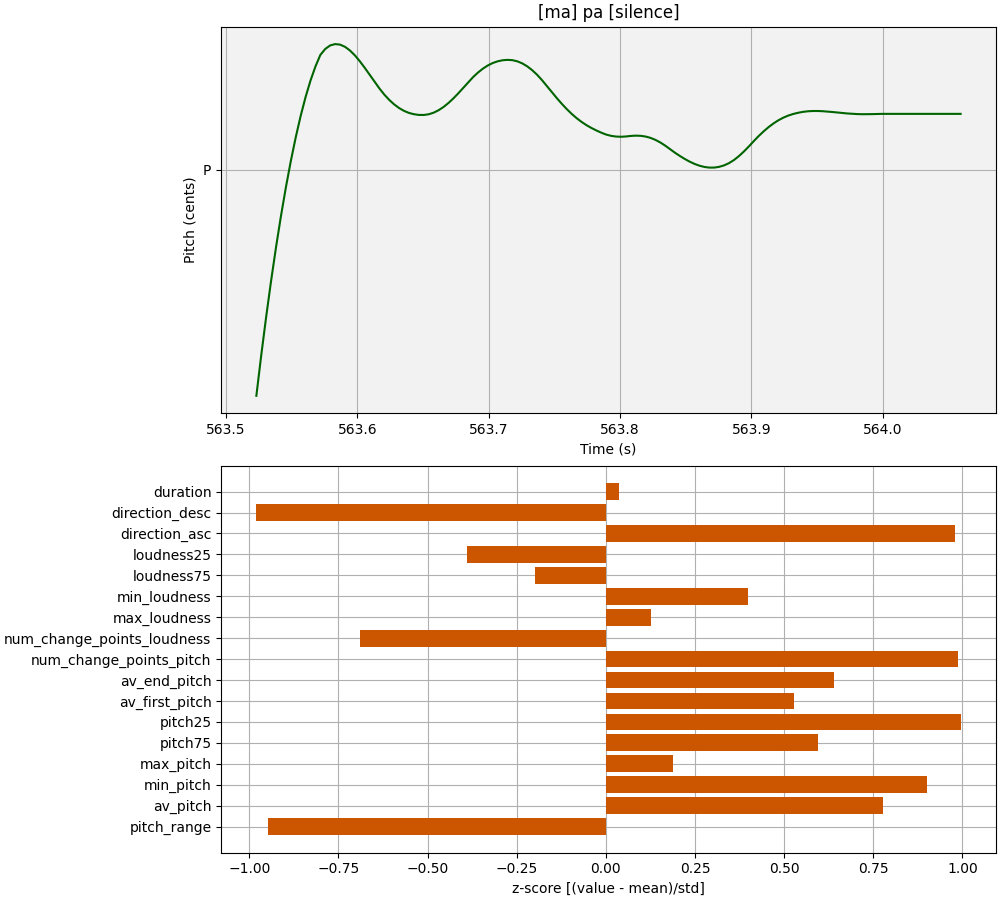 [ma] pa [silence]
Pitch (cents)
P
563.5 563.6 563.7 563.8 563.9 564.0
Time (s)
duration
direction_desc
direction_asc
loudness25
loudness75
min_loudness
max_loudness
num_change_points_loudness
num_change_points_pitch
av_end_pitch
av_first_pitch
pitch25
pitch75
max_pitch
min_pitch
av_pitch
pitch_range
−1.00 −0.75 −0.50 −0.25 0.00 0.25 0.50 0.75 1.00
z-score [(value - mean)/std]